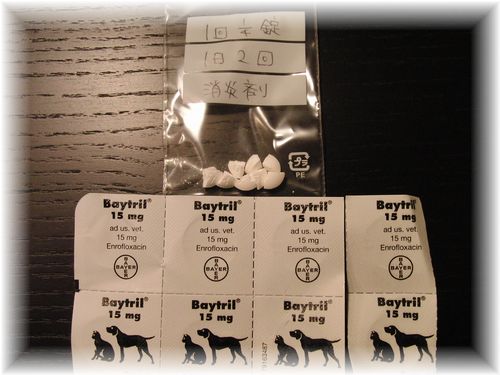 1回半錠
1日2回
消炎剤
プラ
PE
Baytril® Baytril® Baytril® Baytril
15 mg 15 mg 15 mg 15 mg
ad us. vet. ad us. vet. ad us. vet. ad us. vet.
15 mg 15 mg 15 mg 15 mg
Enrofloxacin Enrofloxacin Enrofloxacin Enrofloxacin
BAYER BAYER BAYER BAYER
Baytril® Baytril® Baytril® Baytril®
15 mg 15 mg 15 mg 15 mg